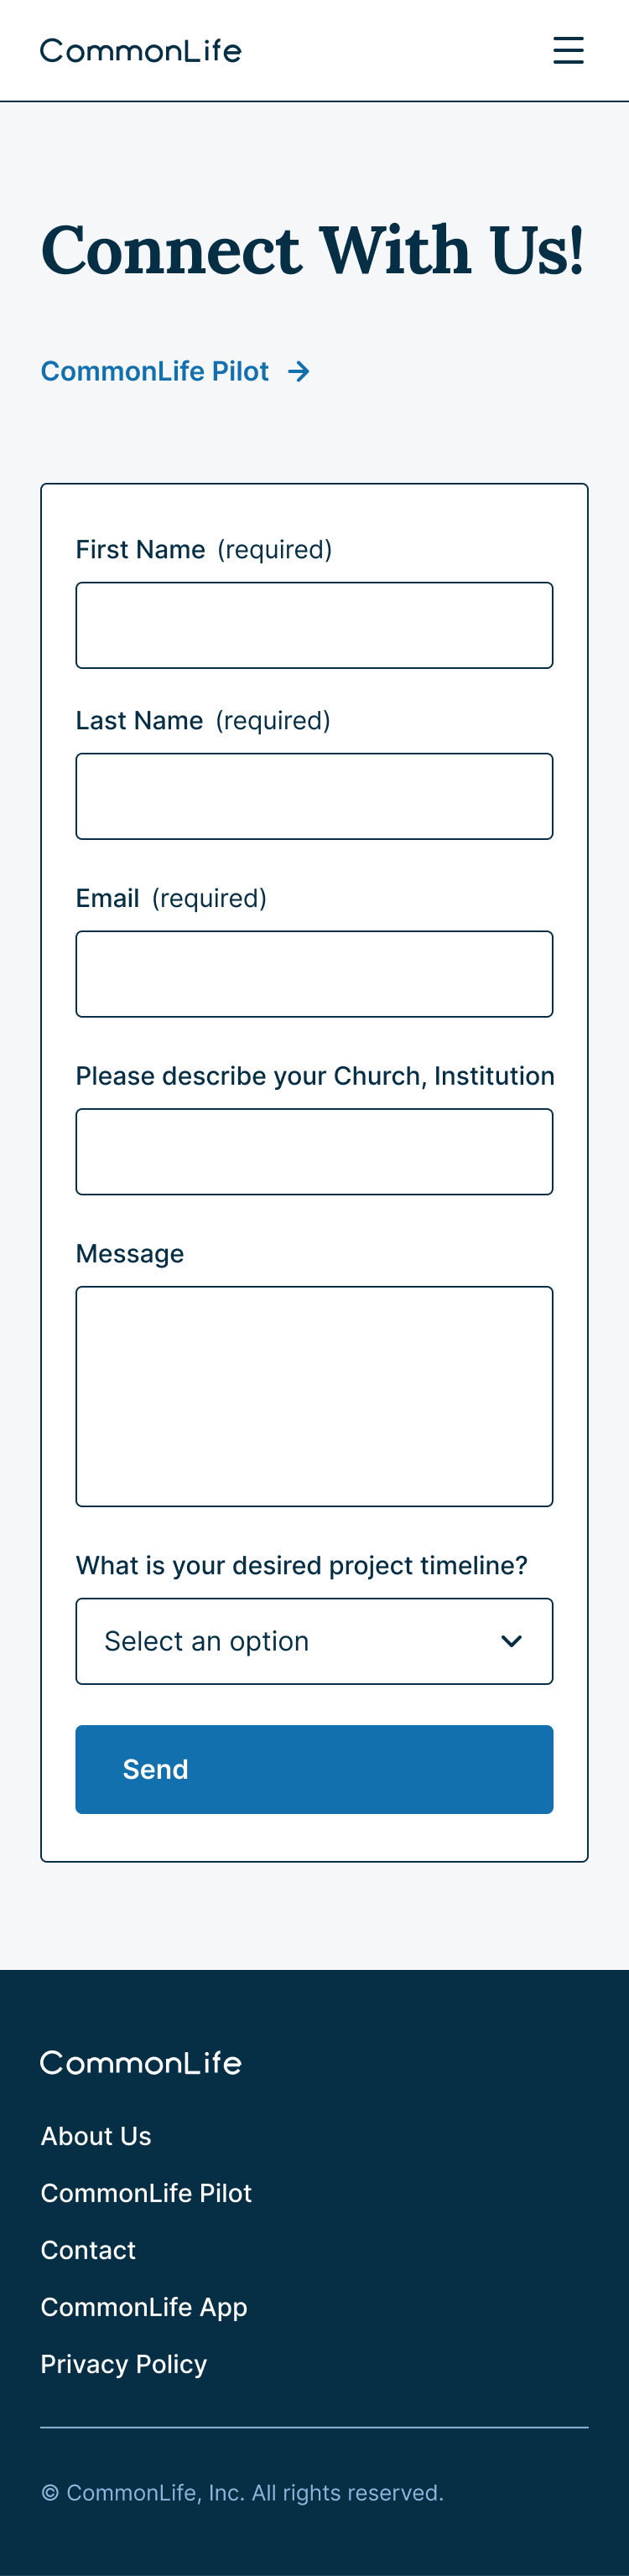 CommonLife
Connect With Us!
CommonLife Pilot
First Name (required)
Last Name (required)
Email (required)
Please describe your Church, Institution
Message
What is your desired project timeline?
Select an option
Send
CommonLife
About Us
CommonLife Pilot
Contact
CommonLife App
Privacy Policy
© CommonLife, Inc. All rights reserved.